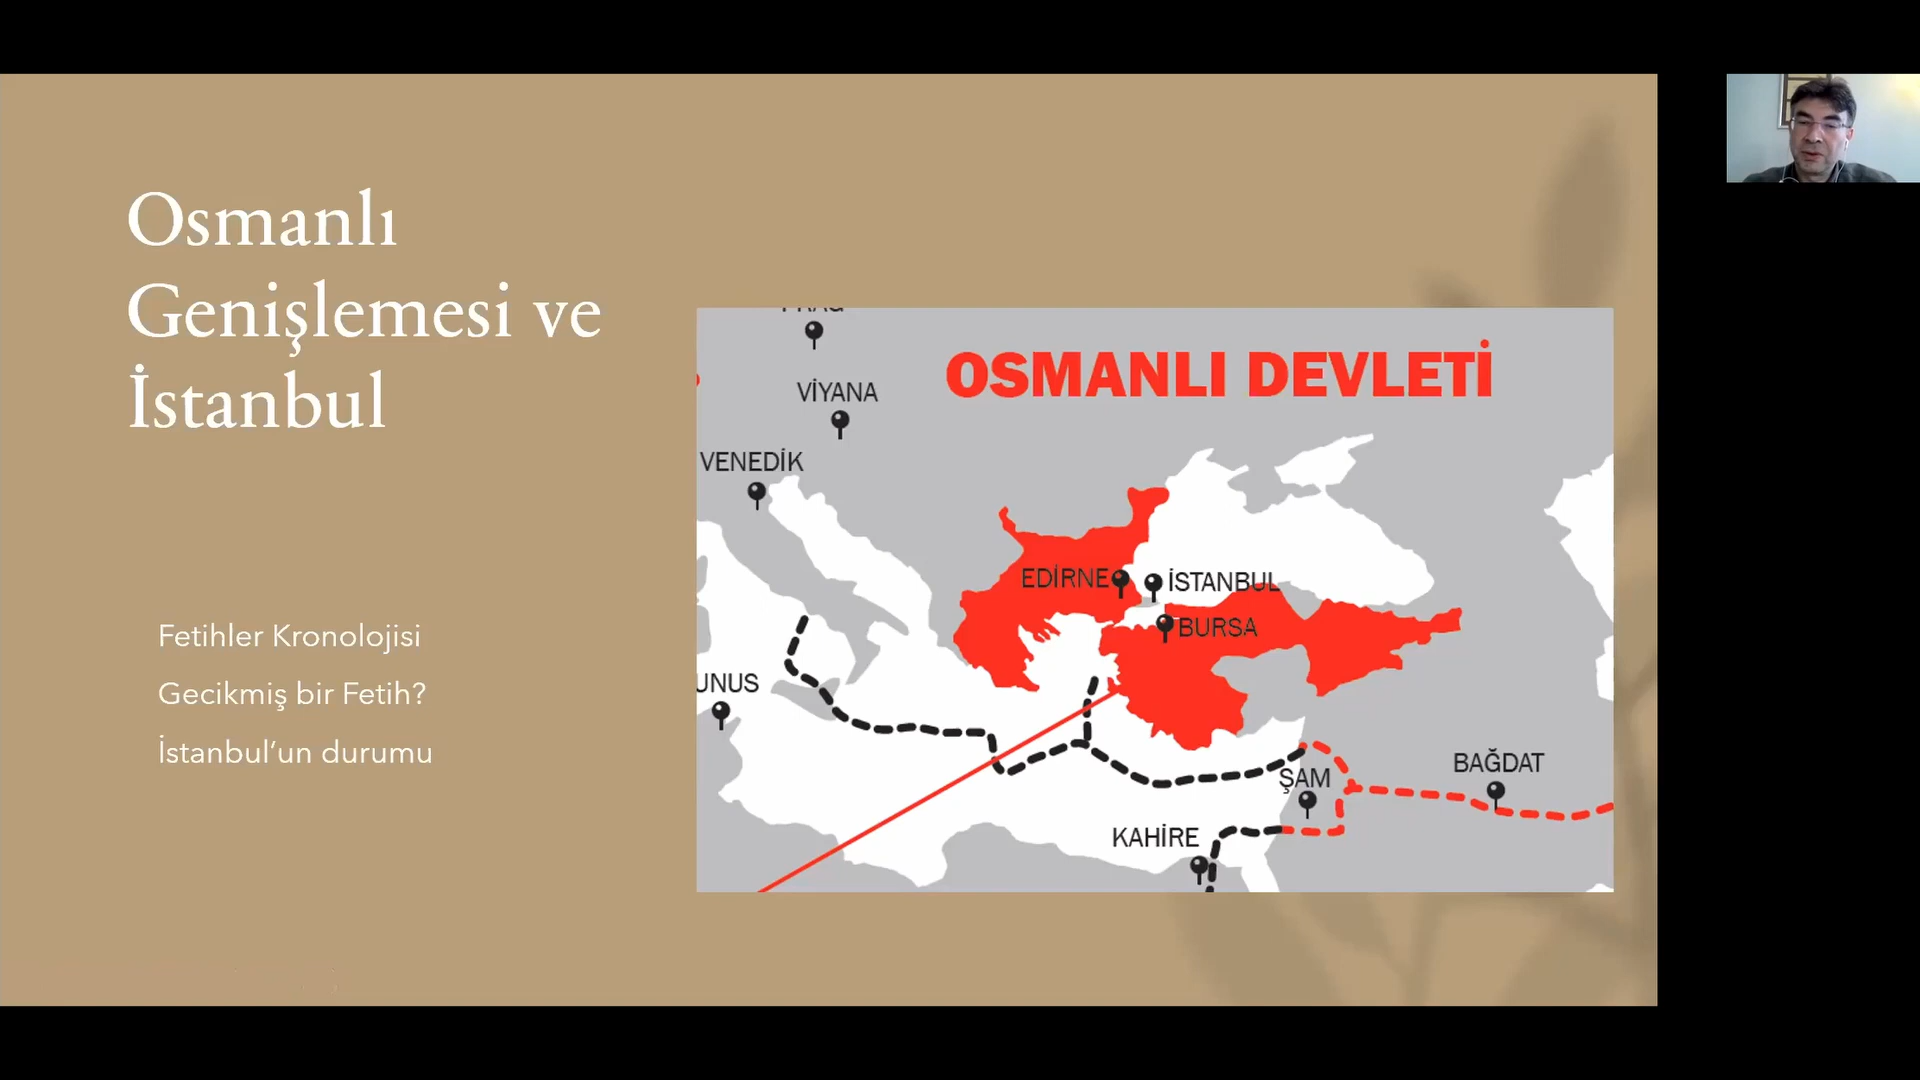 Osmanlı
Genişlemesi ve
İstanbul
Fetihler Kronolojisi
Gecikmiş bir Fetih?
İstanbul’un durumu
OSMANLI DEVLETİ
VİYANA
VENEDİK
EDİRNE
İSTANBUL
BURSA
UNUS
ŞAM
BAĞDAT
KAHİRE